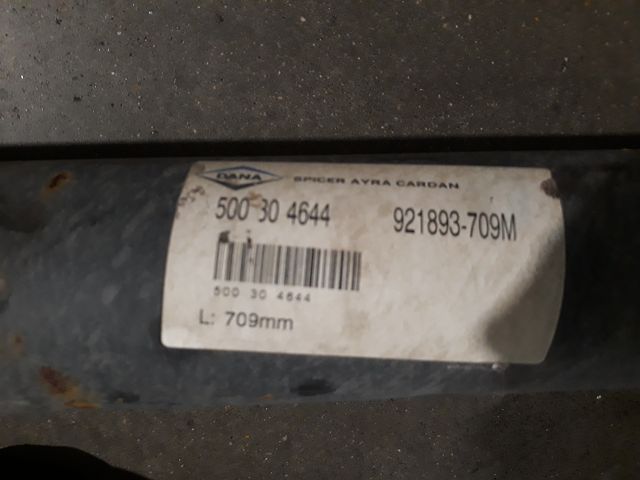 DANA SPICER AYRA CARDAN
500 30 4644 921893-709M
500 30 4644
L: 709mm